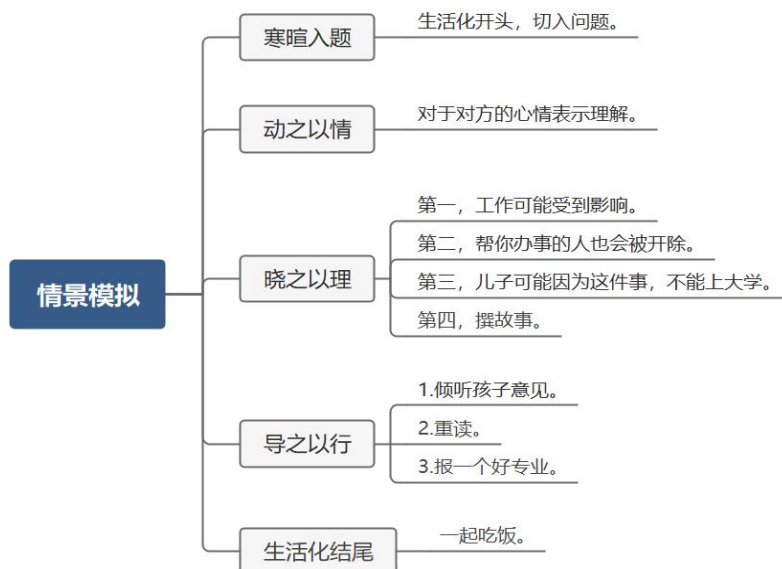 情景模拟
寒暄入题
生活化开头，切入问题。
动之以情
对于对方的心情表示理解。
晓之以理
第一，工作可能受到影响。
第二，帮你办事的人也会被开除。
第三，儿子可能因为这件事，不能上大学。
第四，撰故事。
导之以行
1.倾听孩子意见。
2.重读。
3.报一个好专业。
生活化结尾
一起吃饭。